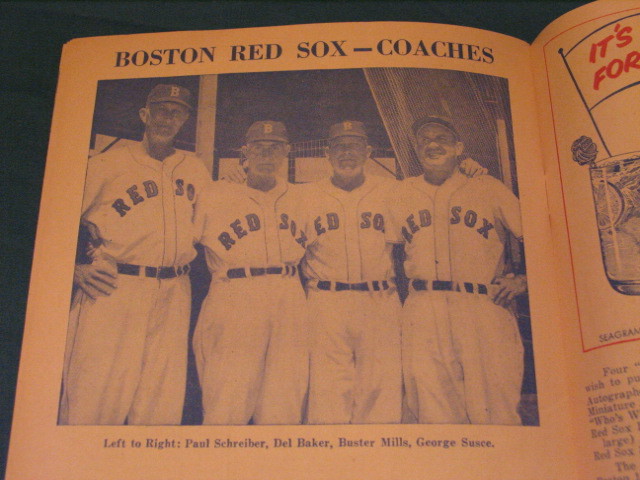 BOSTON RED SOX—COACHES
B
B
B
RED SOX
RED SOX
RED SOX
RED SOX
Left to Right: Paul Schreiber, Del Baker, Buster Mills, George Susce.
IT'S
FOR
SEAGRAM
Four "
wish to pu
Autograph
Miniature
"Who's W
Red Sox
large)
Red Sox
The